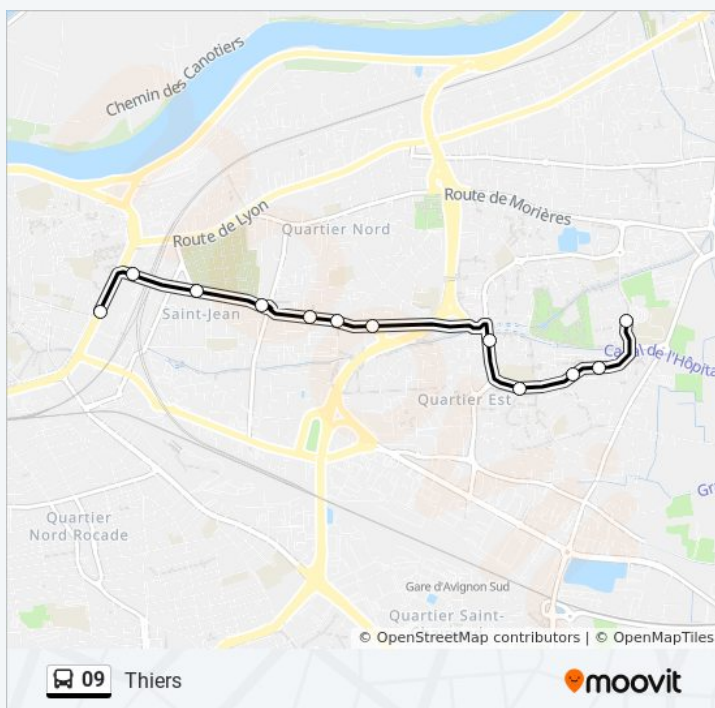 Chemin des Canotiers
Route de Morières
Route de Lyon
Quartier Nord
Saint-Jean
Canal de l'Hôpita
Quartier Est
Gr
Quartier
Nord Rocade
Gare d'Avignon Sud
Quartier Saint-
© OpenStreetMap contributors | © OpenMapTiles
09 Thiers
moovit